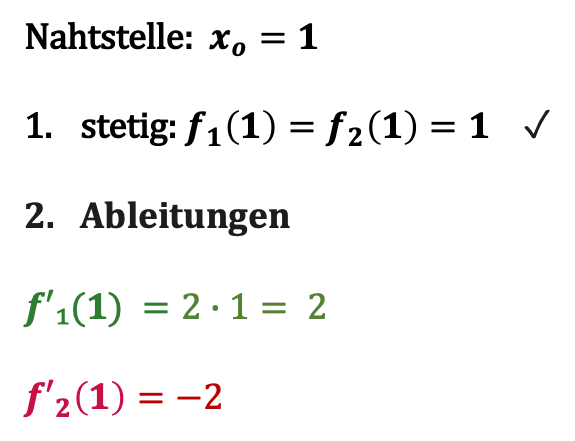 Nahtstelle: xₒ = 1
1. stetig: f₁(1) = f₂(1) = 1 ✓
2. Ableitungen
f'₁(1) = 2 · 1 = 2
f'₂(1) = −2